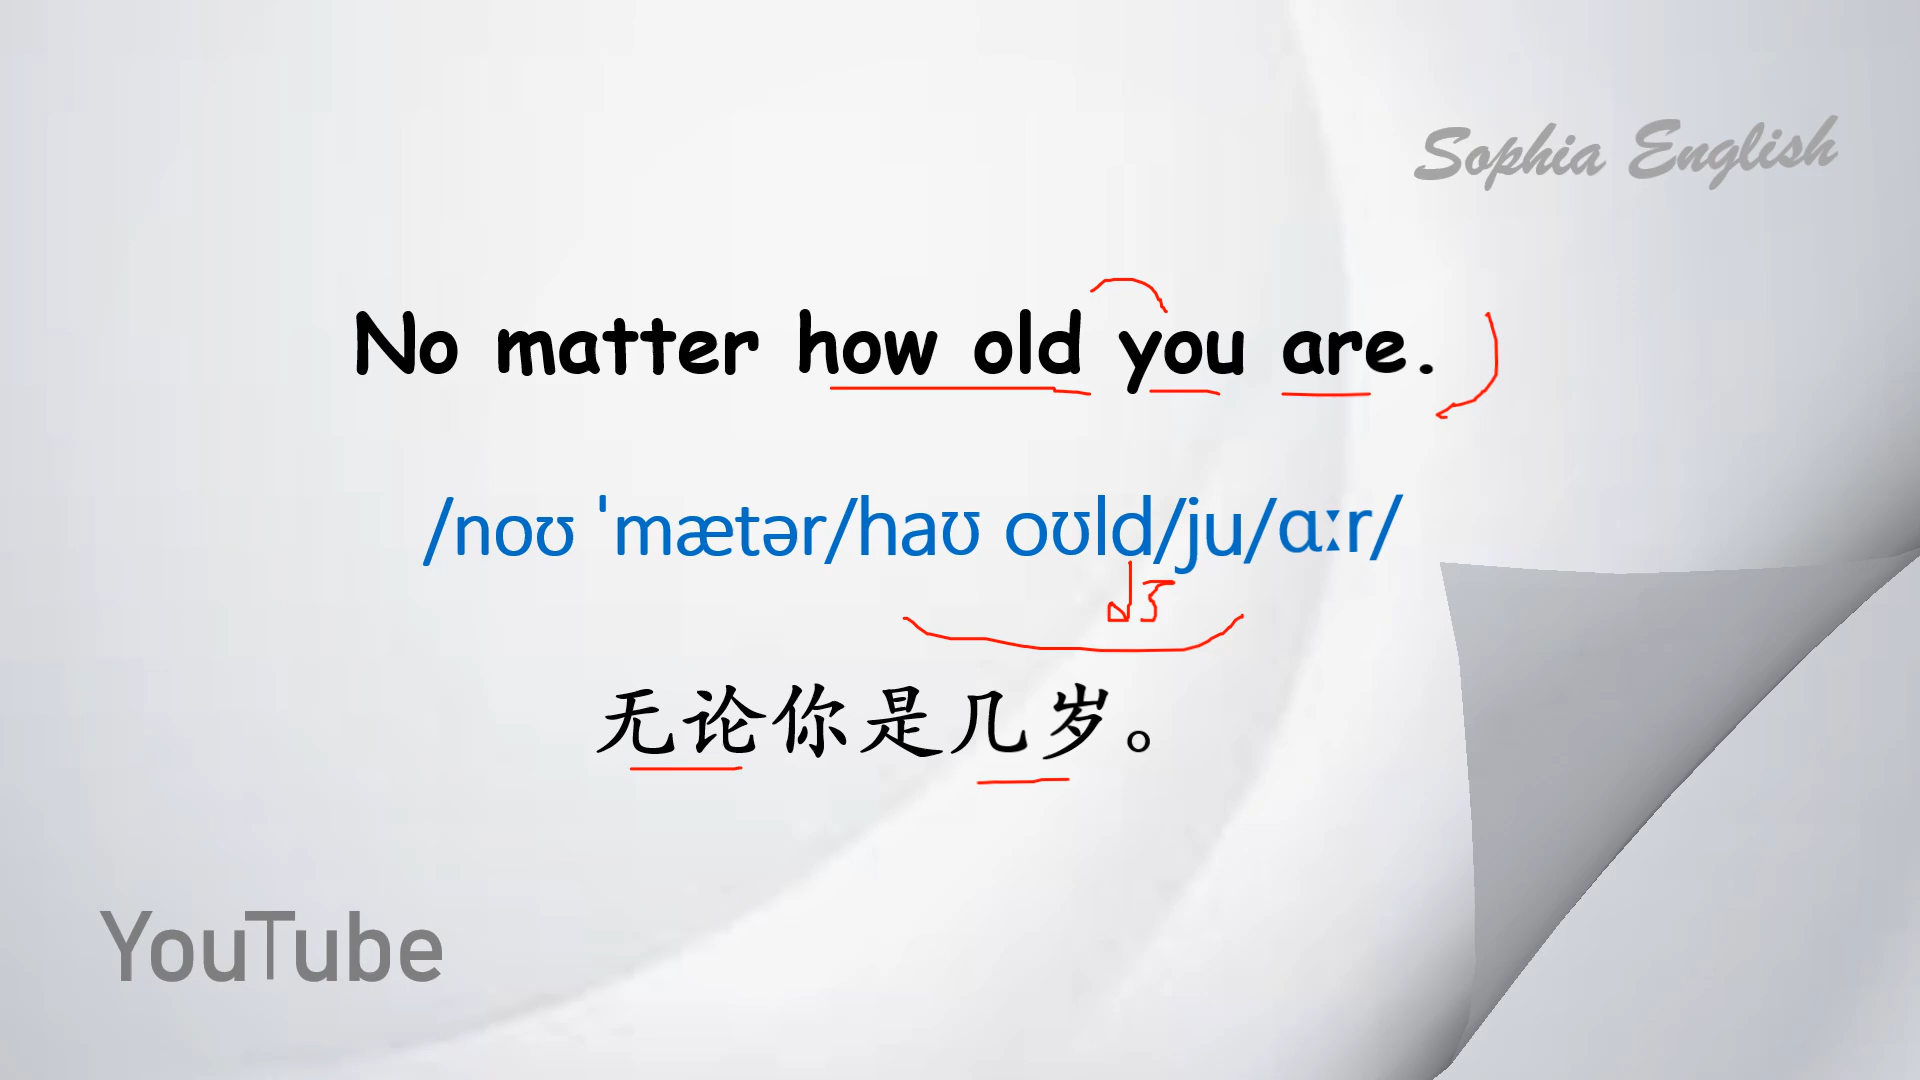 Sophia English
No matter how old you are.
/noʊ ˈmætər/haʊ oʊld/ju/ɑːr/
dʒ
无论你是几岁。
YouTube